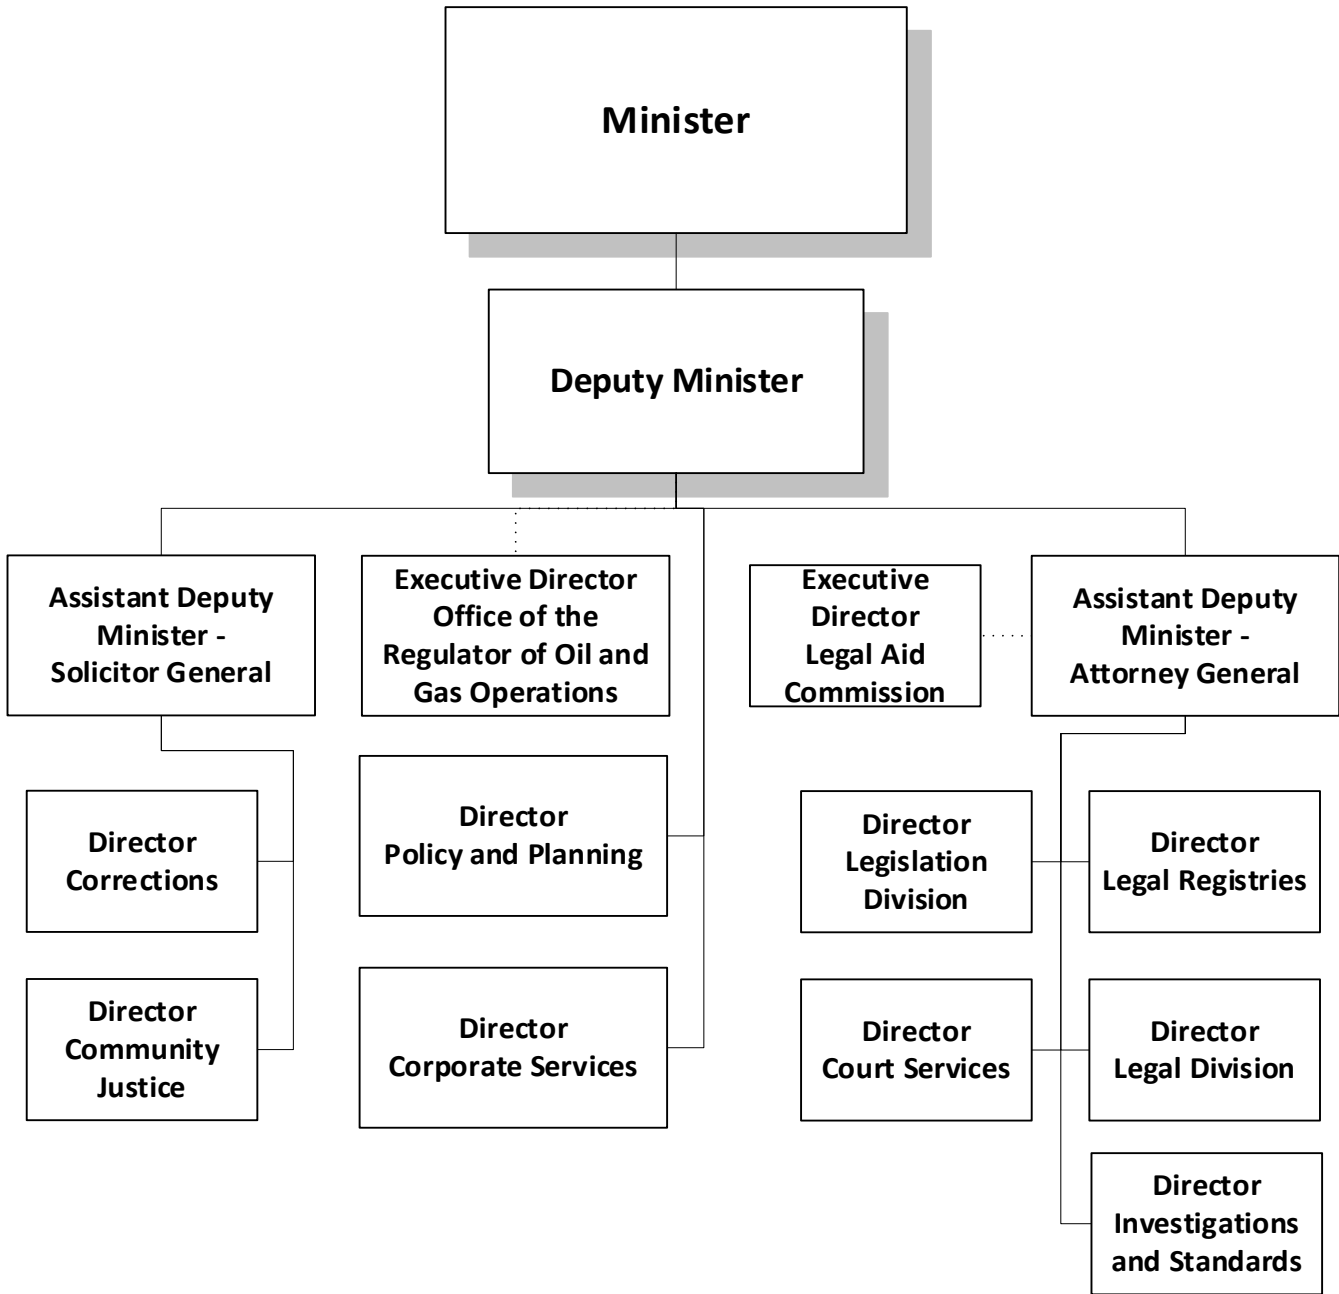 Minister
Deputy Minister
Assistant Deputy
Minister -
Solicitor General
Executive Director
Office of the
Regulator of Oil and
Gas Operations
Executive
Director
Legal Aid
Commission
Assistant Deputy
Minister -
Attorney General
Director
Corrections
Director
Policy and Planning
Director
Legislation
Division
Director
Legal Registries
Director
Community
Justice
Director
Corporate Services
Director
Court Services
Director
Legal Division
Director
Investigations
and Standards